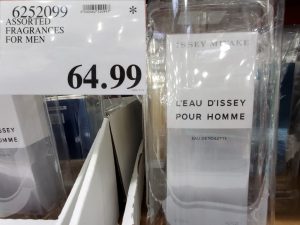 6252099
ASSORTED
FRAGRANCES
FOR MEN
*
64.99
ISSEY MIYAKE
L'EAU D'ISSEY
POUR HOMME
EAU DE TOILETTE
ISSEY
HOMME